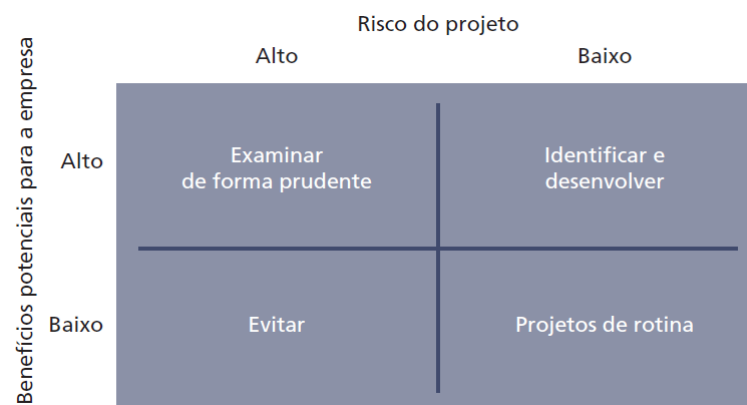 Risco do projeto
Alto
Baixo
Benefícios potenciais para a empresa
Alto
Examinar
de forma prudente
Identificar e
desenvolver
Baixo
Evitar
Projetos de rotina